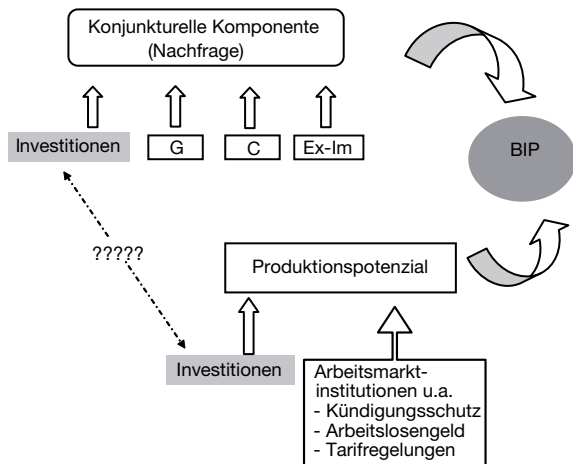 Konjunkturelle Komponente
(Nachfrage)
Investitionen
G
C
Ex-Im
BIP
?????
Produktionspotenzial
Investitionen
Arbeitsmarkt-
institutionen u.a.
- Kündigungsschutz
- Arbeitslosengeld
- Tarifregelungen